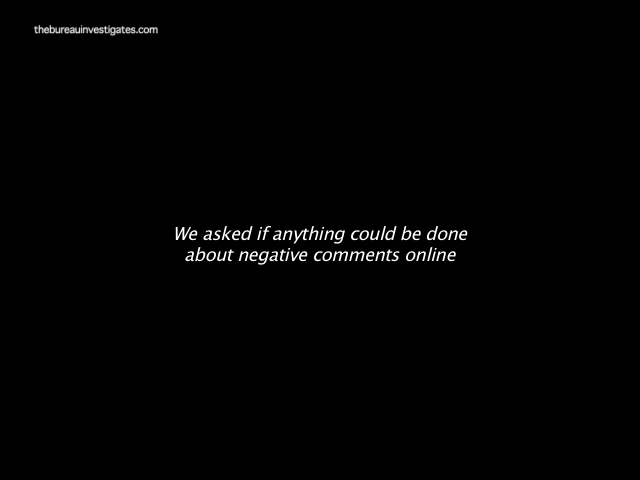 thebureauinvestigates.com
We asked if anything could be done
about negative comments online